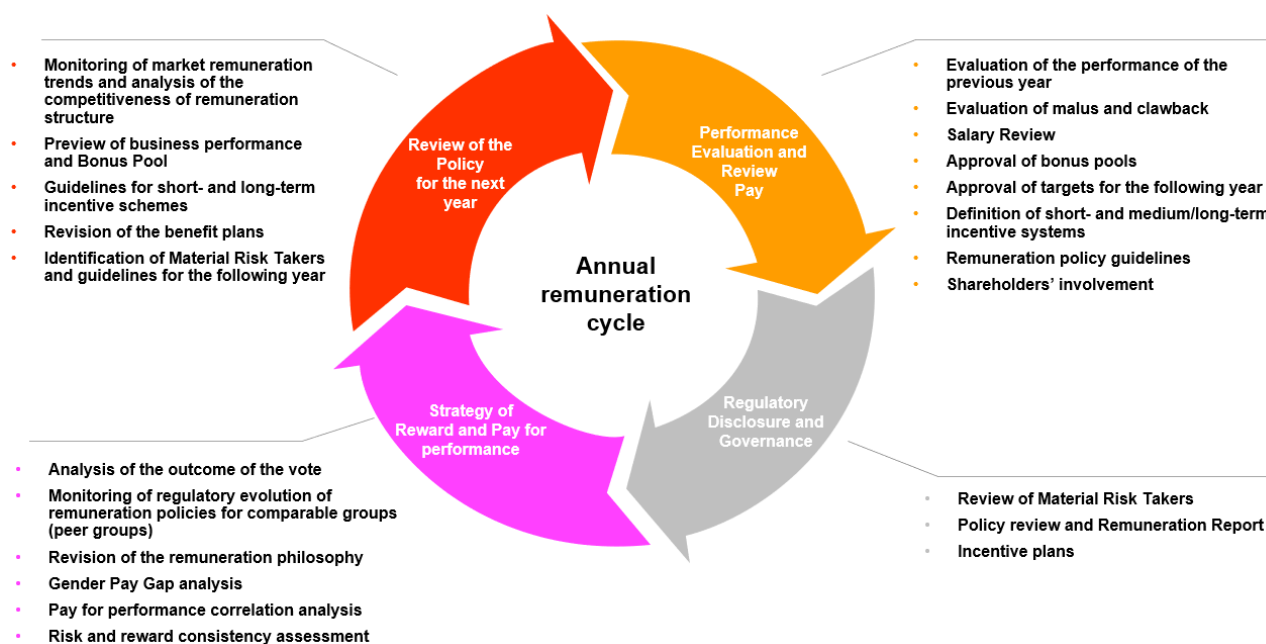 Monitoring of market remuneration
trends and analysis of the
competitiveness of remuneration
structure
Preview of business performance
and Bonus Pool
Guidelines for short- and long-term
incentive schemes
Revision of the benefit plans
Identification of Material Risk Takers
and guidelines for the following year
Review of the
Policy
for the next
year
Performance
Evaluation and
Review
Pay
Evaluation of the performance of the
previous year
Evaluation of malus and clawback
Salary Review
Approval of bonus pools
Approval of targets for the following year
Definition of short- and medium/long-term
incentive systems
Remuneration policy guidelines
Shareholders’ involvement
Annual
remuneration
cycle
Strategy of
Reward and Pay for
performance
Regulatory
Disclosure and
Governance
Analysis of the outcome of the vote
Monitoring of regulatory evolution of
remuneration policies for comparable groups
(peer groups)
Revision of the remuneration philosophy
Gender Pay Gap analysis
Pay for performance correlation analysis
Risk and reward consistency assessment
Review of Material Risk Takers
Policy review and Remuneration Report
Incentive plans